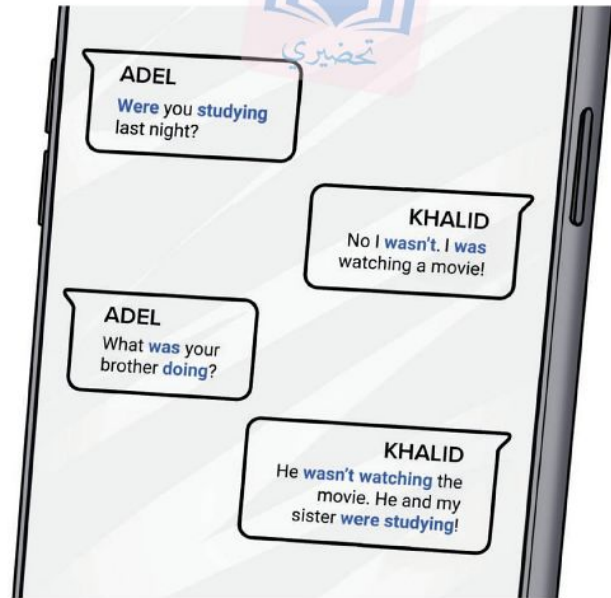 تحضيري
ADEL
Were you studying
last night?
KHALID
No I wasn't. I was
watching a movie!
ADEL
What was your
brother doing?
KHALID
He wasn't watching the
movie. He and my
sister were studying!